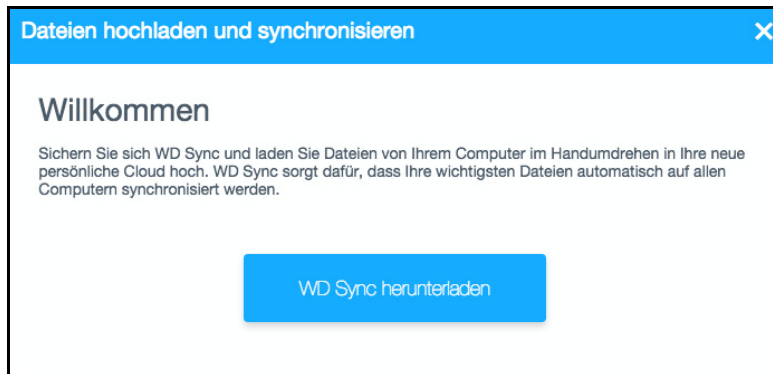 Dateien hochladen und synchronisieren
Willkommen
Sichern Sie sich WD Sync und laden Sie Dateien von Ihrem Computer im Handumdrehen in Ihre neue
persönliche Cloud hoch. WD Sync sorgt dafür, dass Ihre wichtigsten Dateien automatisch auf allen
Computern synchronisiert werden.
WD Sync herunterladen